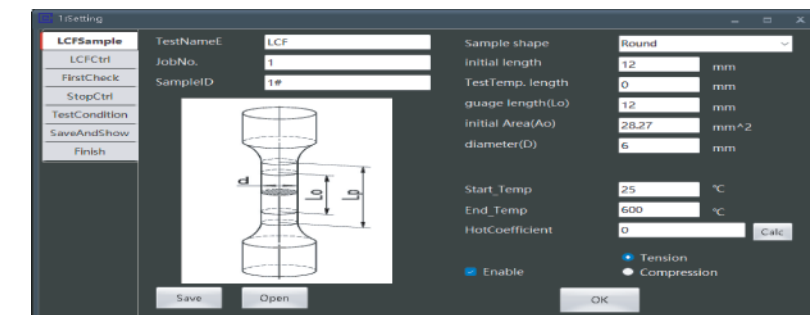 1iSetting
LCFSample
LCFCtrl
FirstCheck
StopCtrl
TestCondition
SaveAndShow
Finish
TestNameE LCF
JobNo. 1
SampleID 1#
d
Lo
Lp
Save Open
Sample shape Round
initial length 12 mm
TestTemp. length 0 mm
guage length(Lo) 12 mm
initial Area(Ao) 28.27 mm^2
diameter(D) 6 mm
Start_Temp 25 ℃
End_Temp 600 ℃
HotCoefficient 0 Calc
Enable
Tension
Compression
OK